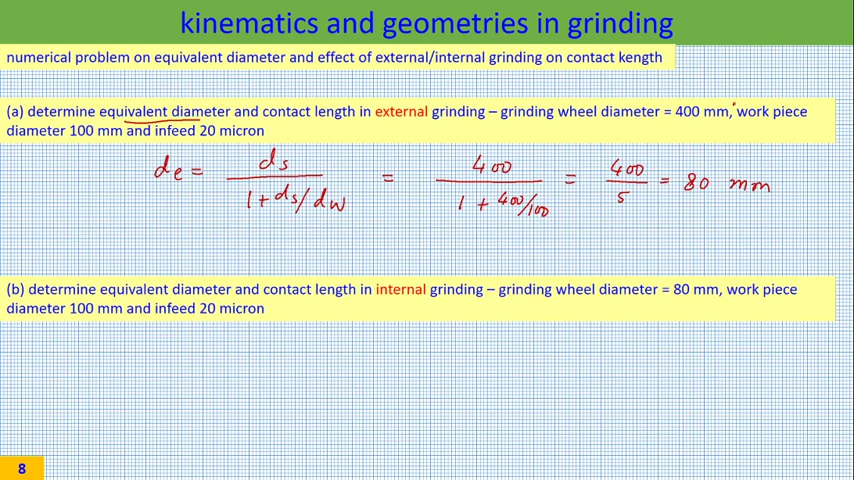 kinematics and geometries in grinding
numerical problem on equivalent diameter and effect of external/internal grinding on contact kength
(a) determine equivalent diameter and contact length in external grinding – grinding wheel diameter = 400 mm, work piece
diameter 100 mm and infeed 20 micron
de = ds / 1 + ds/dw = 400 / 1 + 400/100 = 400 / 5 = 80 mm
(b) determine equivalent diameter and contact length in internal grinding – grinding wheel diameter = 80 mm, work piece
diameter 100 mm and infeed 20 micron
8